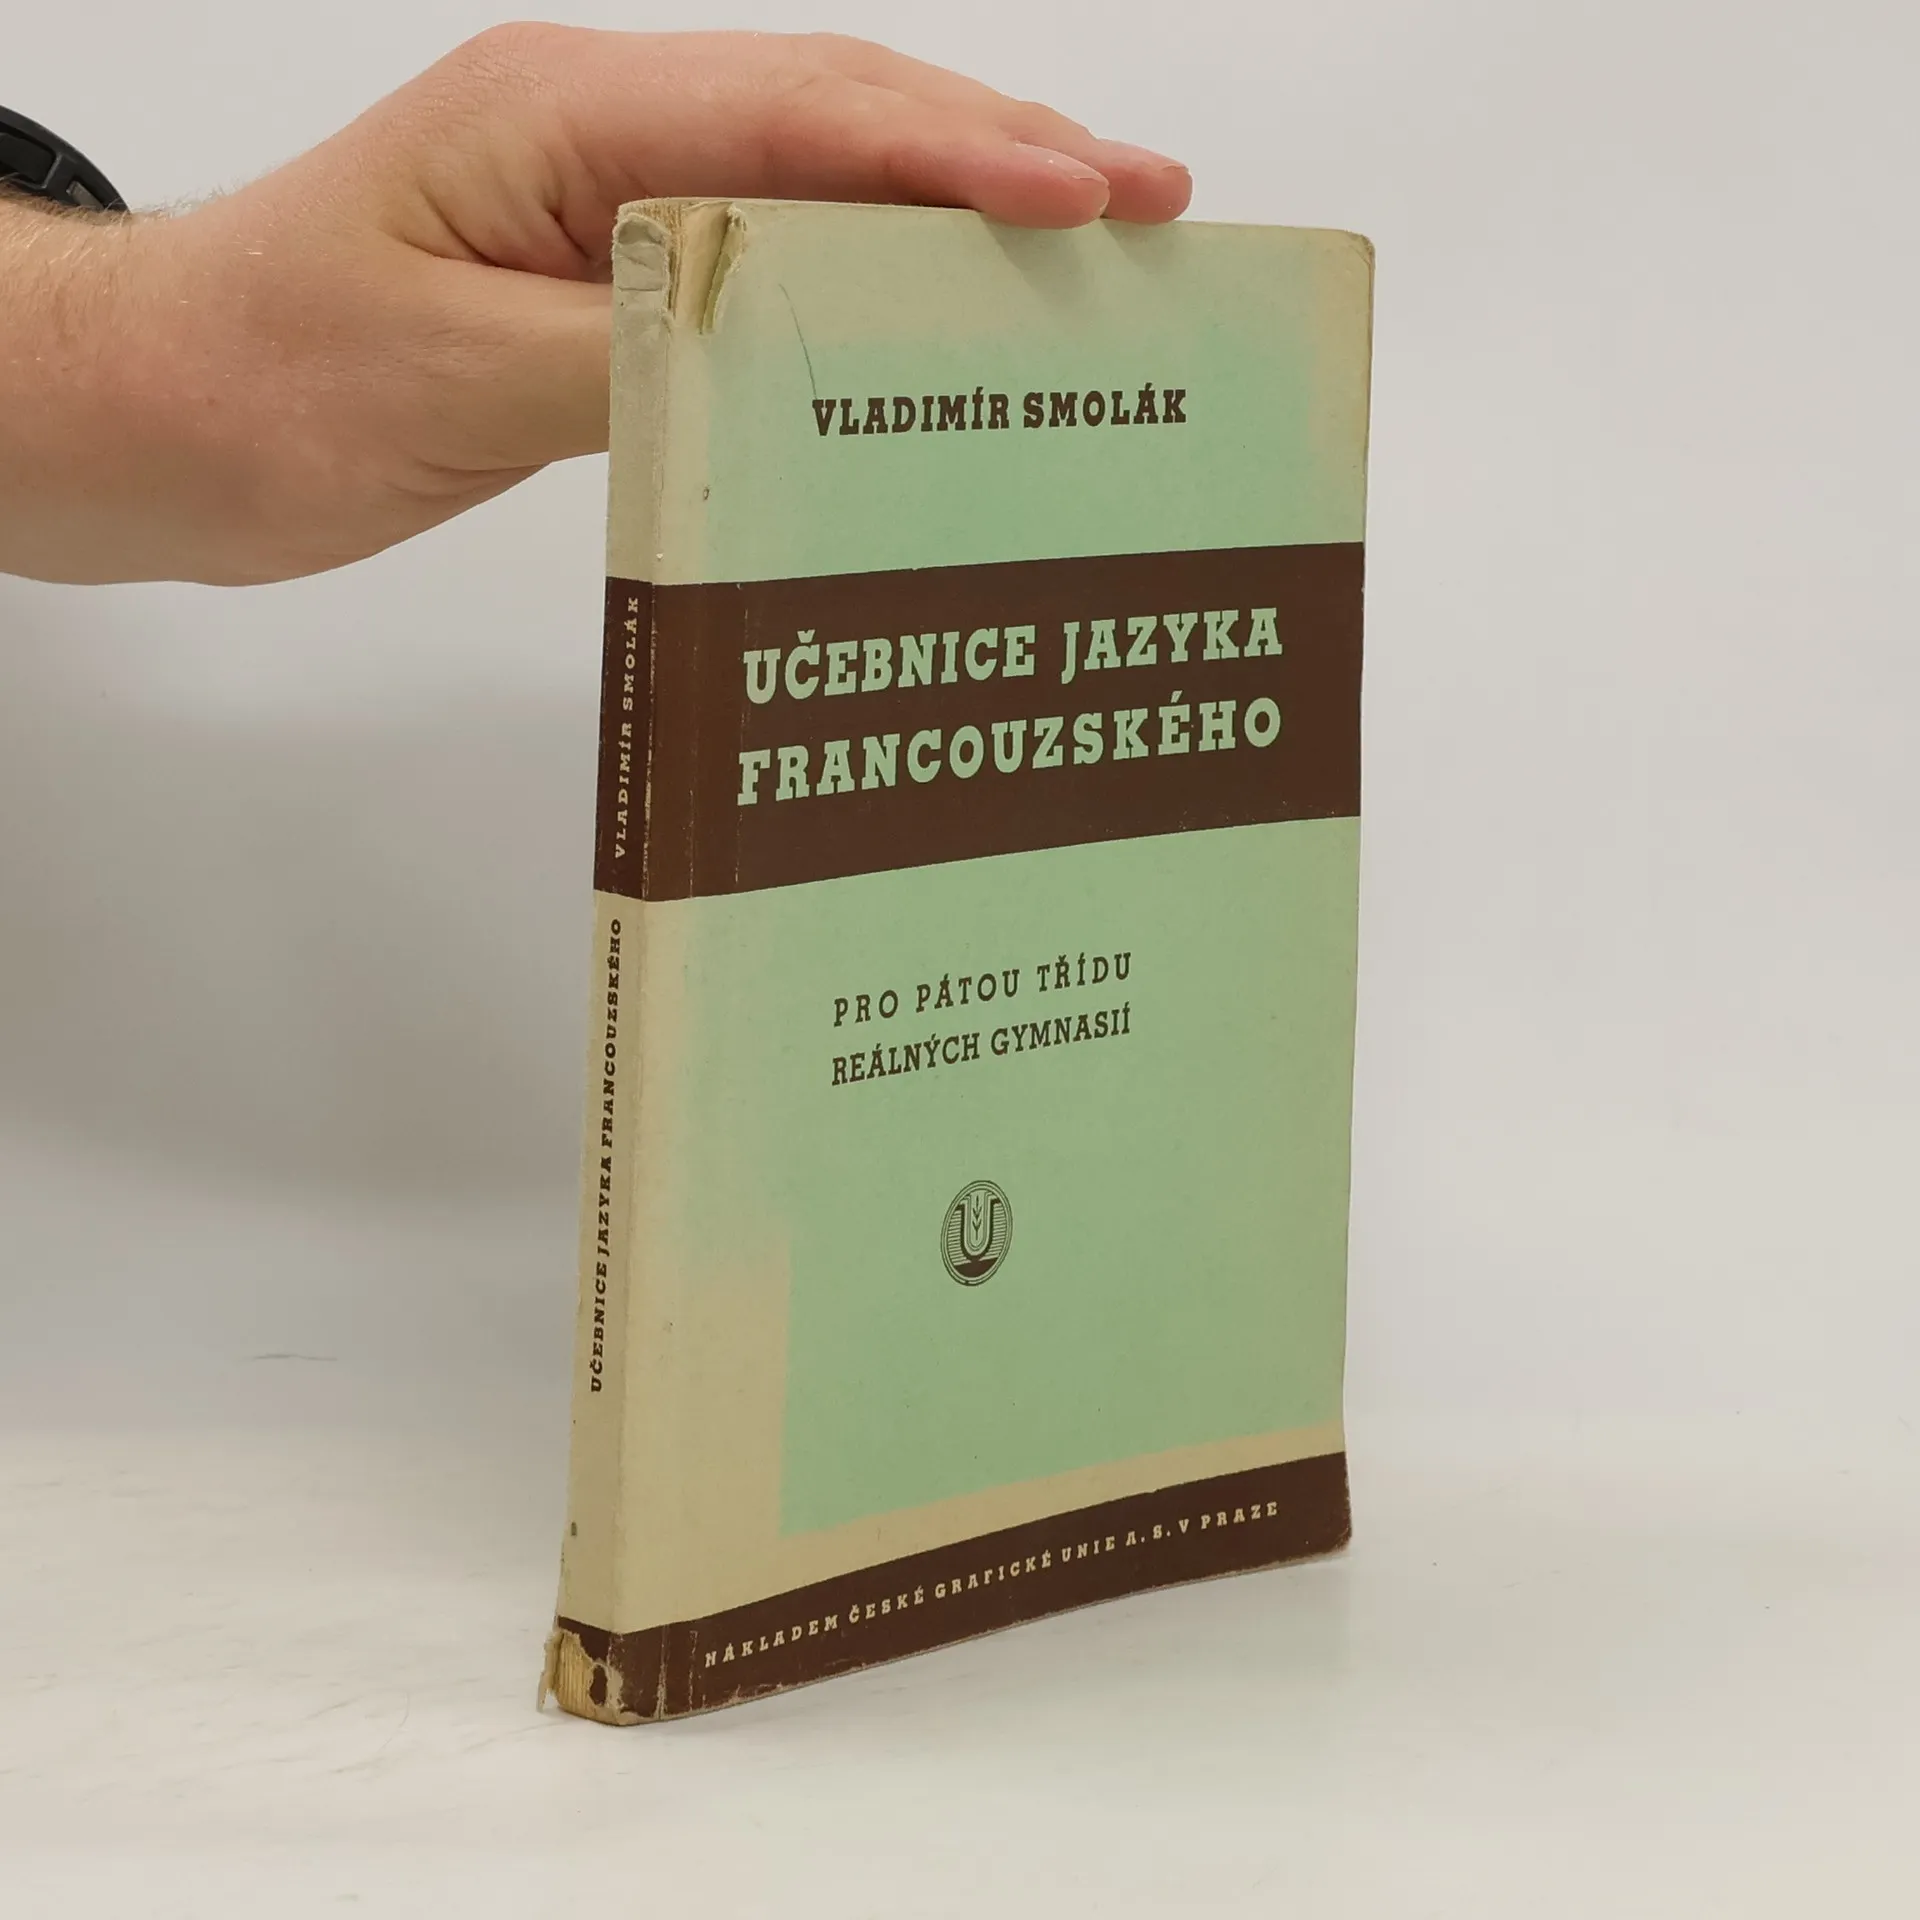 VLADIMÍR SMOLÁK
UČEBNICE JAZYKA
FRANCOUZSKÉHO
PRO PÁTOU TŘÍDU
REÁLNÝCH GYMNASIÍ
U
NÁKLADEM ČESKÉ GRAFICKÉ UNIE A. S. V PRAZE
UČEBNICE JAZYKA FRANCOUZSKÉHO VLADIMÍR SMOLÁK